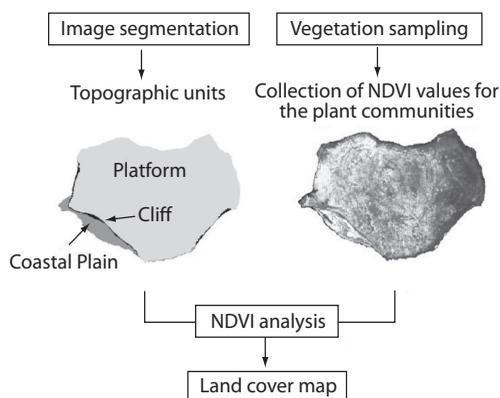 Image segmentation
Vegetation sampling
Topographic units
Collection of NDVI values for
the plant communities
Platform
Cliff
Coastal Plain
NDVI analysis
Land cover map